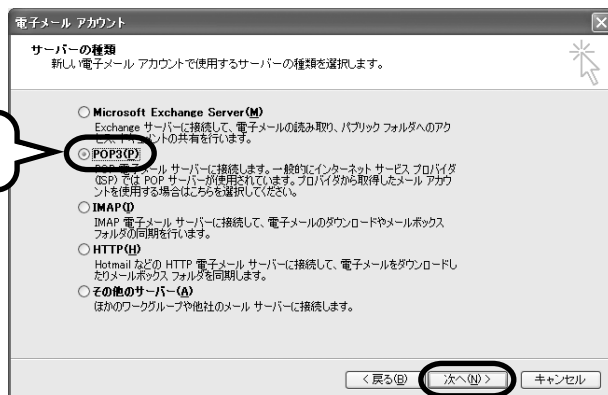 電子メール アカウント
サーバーの種類
新しい電子メール アカウントで使用するサーバーの種類を選択します。
Microsoft Exchange Server(M)
Exchange サーバーに接続して、電子メールの読み取り、パブリック フォルダへのアク
セス、ドキュメントの共有を行います。
POP3(P)
POP 電子メール サーバーに接続します。一般的にインターネット サービス プロバイダ
(ISP) では POP サーバーが使用されています。プロバイダから取得したメール アカウ
ントを使用する場合はこちらを選択してください。
IMAP(I)
IMAP 電子メール サーバーに接続して、電子メールのダウンロードやメールボックス
フォルダの同期を行います。
HTTP(H)
Hotmail などの HTTP 電子メール サーバーに接続して、電子メールをダウンロードし
たりメールボックス フォルダを同期します。
その他のサーバー(A)
ほかのワークグループや他社のメール サーバーに接続します。
< 戻る(B) 次へ(N) > キャンセル